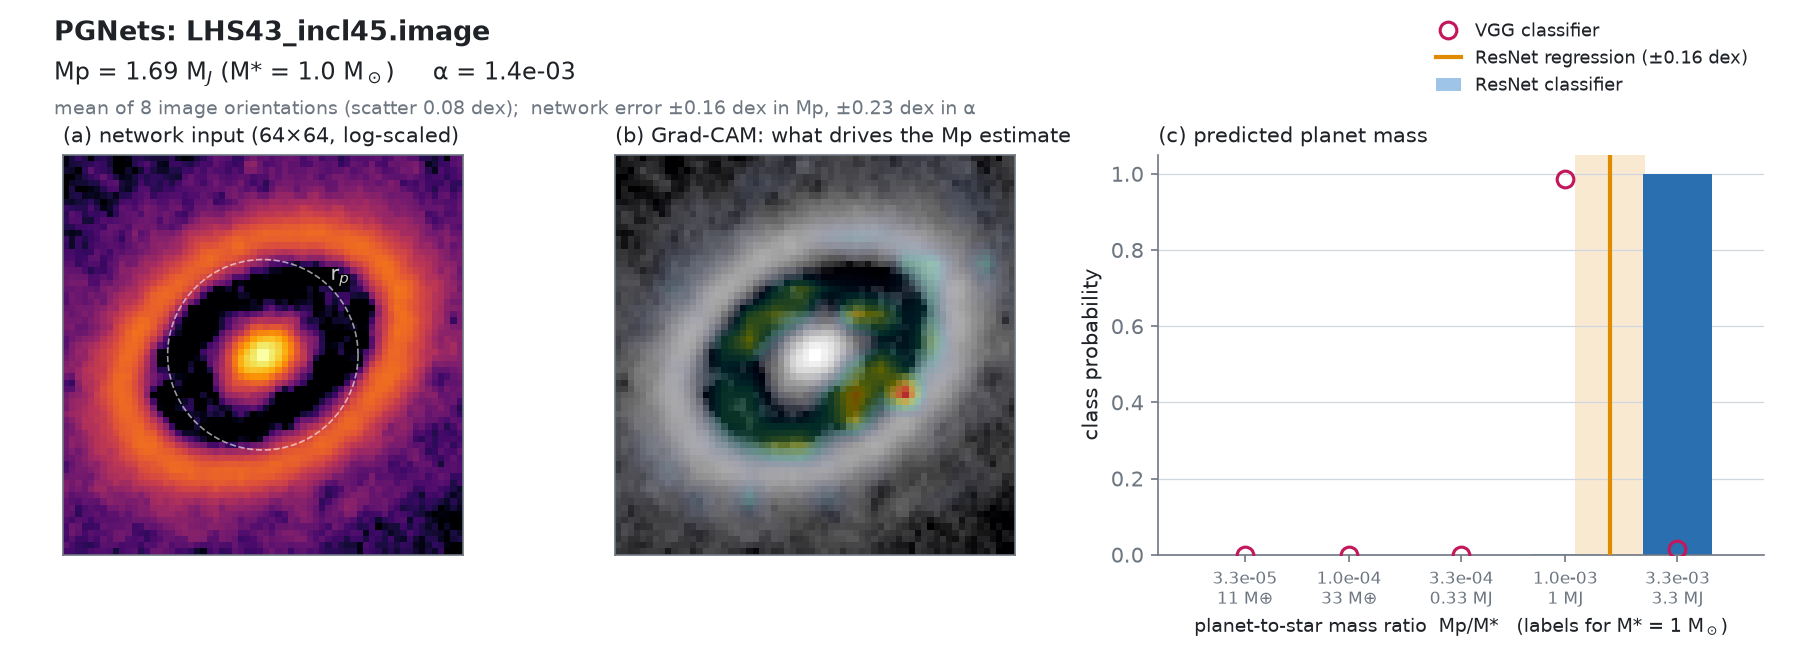 PGNets: LHS43_incl45.image
Mp = 1.69 MJ (M* = 1.0 M⊙)     α = 1.4e-03
mean of 8 image orientations (scatter 0.08 dex);  network error ±0.16 dex in Mp, ±0.23 dex in α
VGG classifier
ResNet regression (±0.16 dex)
ResNet classifier
(a) network input (64×64, log-scaled)
rp
(b) Grad-CAM: what drives the Mp estimate
(c) predicted planet mass
class probability
1.0
0.8
0.6
0.4
0.2
0.0
3.3e-05 1.0e-04 3.3e-04 1.0e-03 3.3e-03
11 M⊕ 33 M⊕ 0.33 MJ 1 MJ 3.3 MJ
planet-to-star mass ratio  Mp/M*   (labels for M* = 1 M⊙)